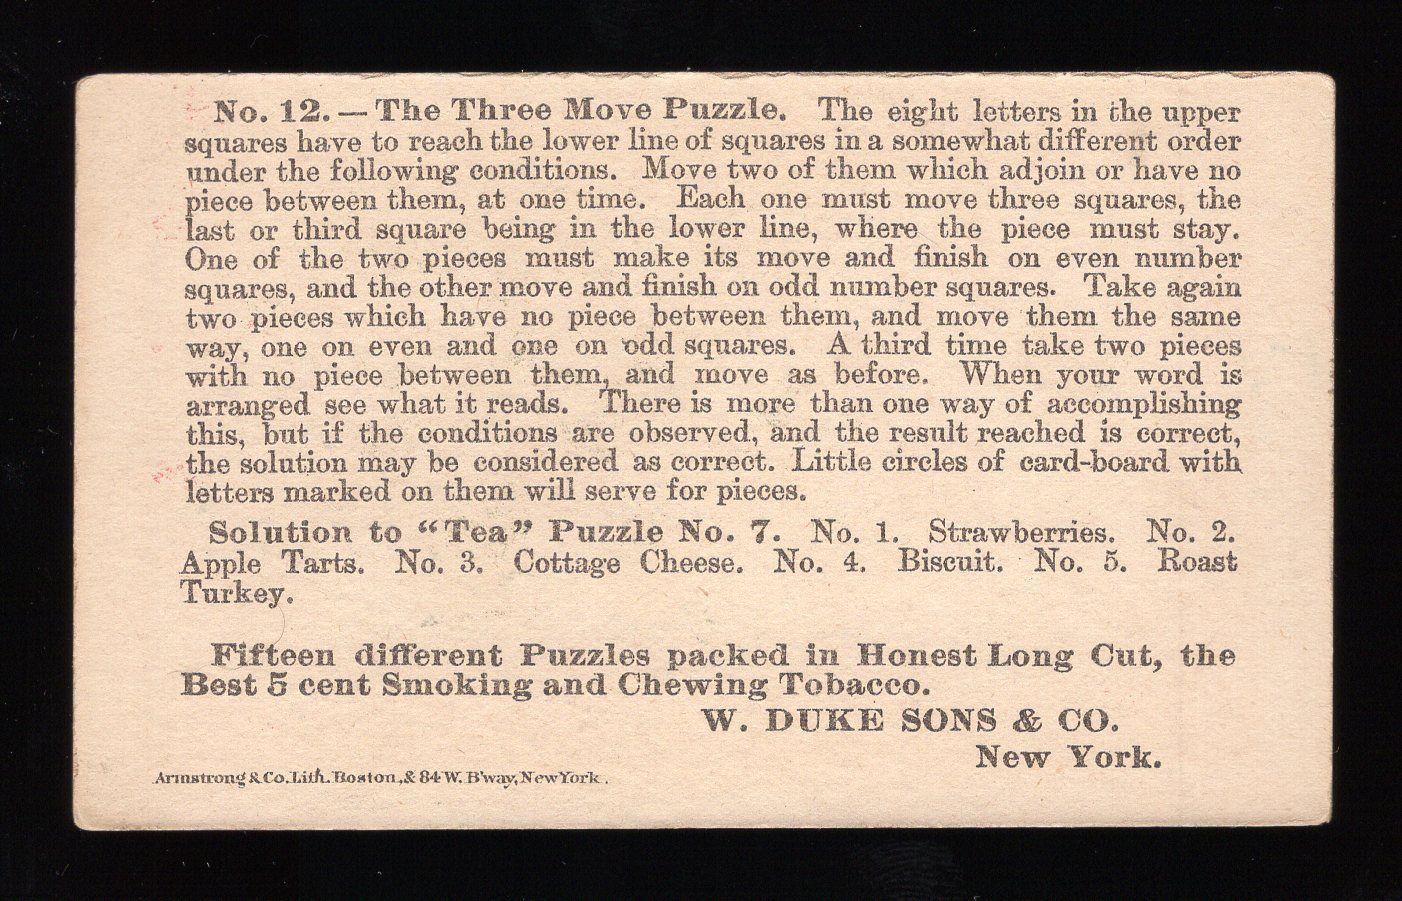 No. 12. — The Three Move Puzzle. The eight letters in the upper
squares have to reach the lower line of squares in a somewhat different order
under the following conditions. Move two of them which adjoin or have no
piece between them, at one time. Each one must move three squares, the
last or third square being in the lower line, where the piece must stay.
One of the two pieces must make its move and finish on even number
squares, and the other move and finish on odd number squares. Take again
two pieces which have no piece between them, and move them the same
way, one on even and one on odd squares. A third time take two pieces
with no piece between them, and move as before. When your word is
arranged see what it reads. There is more than one way of accomplishing
this, but if the conditions are observed, and the result reached is correct,
the solution may be considered as correct. Little circles of card-board with
letters marked on them will serve for pieces.
Solution to “Tea” Puzzle No. 7. No. 1. Strawberries. No. 2.
Apple Tarts. No. 3. Cottage Cheese. No. 4. Biscuit. No. 5. Roast
Turkey.
Fifteen different Puzzles packed in Honest Long Cut, the
Best 5 cent Smoking and Chewing Tobacco.
W. DUKE SONS & CO.
New York.
Armstrong & Co. Lith. Boston, & 84 W. B'way, New York.